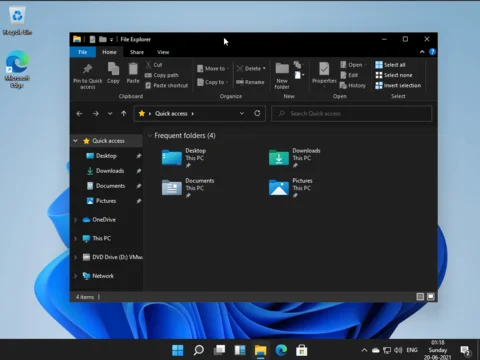 Recycle Bin
Microsoft
Edge
File Explorer
File
Home
Share
View
Pin to Quick
access
Copy
Paste
Cut
Copy path
Paste shortcut
Clipboard
Move to
Copy to
Delete
Rename
Organize
New
folder
New
Properties
Open
Edit
History
Open
Select all
Select none
Invert selection
Select
Quick access
Search Quick access
Quick access
Desktop
Downloads
Documents
Pictures
OneDrive
This PC
DVD Drive (D:) VMw
Network
Frequent folders (4)
Desktop
This PC
Downloads
This PC
Documents
This PC
Pictures
This PC
4 items
ENG
01:18
Sunday
20-06-2021